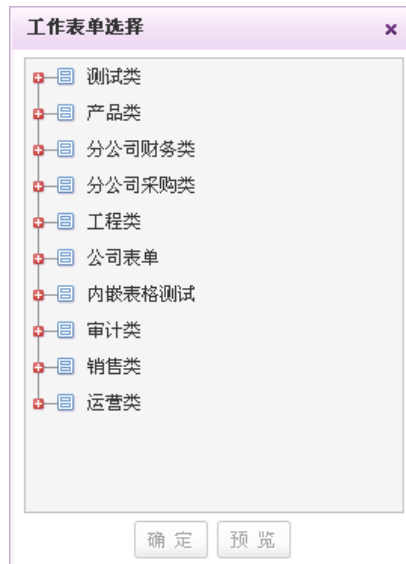 工作表单选择
测试类
产品类
分公司财务类
分公司采购类
工程类
公司表单
内嵌表格测试
审计类
销售类
运营类
确 定 预 览